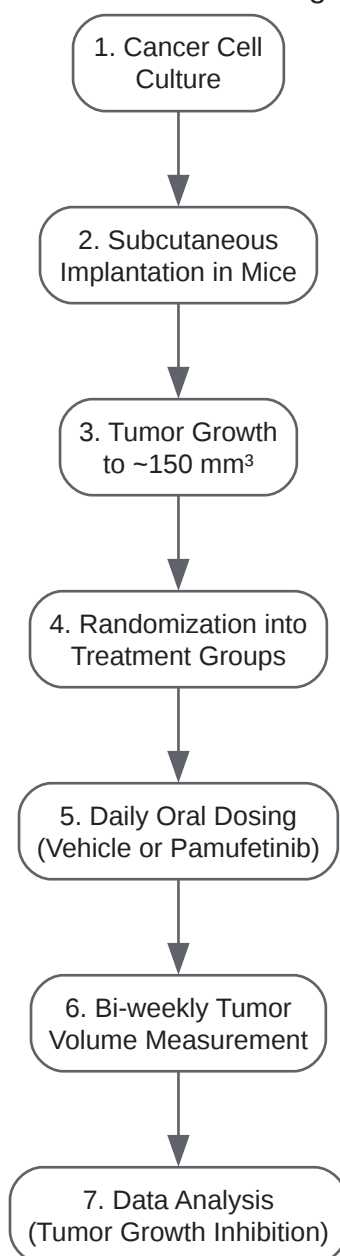 1. Cancer Cell
Culture
2. Subcutaneous
Implantation in Mice
3. Tumor Growth
to ~150 mm³
4. Randomization into
Treatment Groups
5. Daily Oral Dosing
(Vehicle or Pamufetinib)
6. Bi-weekly Tumor
Volume Measurement
7. Data Analysis
(Tumor Growth Inhibition)